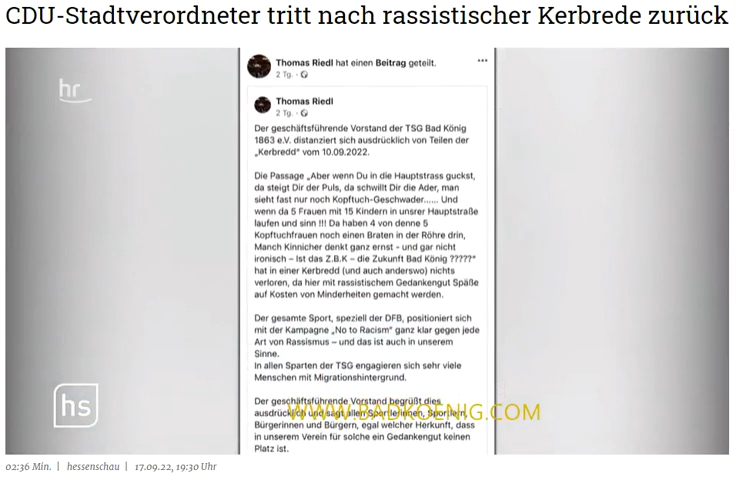 CDU-Stadtverordneter tritt nach rassistischer Kerbrede zurück
hr
Thomas Riedl hat einen Beitrag geteilt.
2 Tg.
Thomas Riedl
2 Tg.
Der geschäftsführende Vorstand der TSG Bad König
1863 e.V. distanziert sich ausdrücklich von Teilen der
„Kerbredd" vom 10.09.2022.
Die Passage „Aber wenn Du in die Hauptstrass guckst,
da steigt Dir der Puls, da schwillt Dir die Ader, man
sieht fast nur noch Kopftuch-Geschwader...... Und
wenn da 5 Frauen mit 15 Kindern in unsrer Hauptstraße
laufen und sinn !!! Da haben 4 von denne 5
Kopftuchfrauen noch einen Braten in der Röhre drin,
Manch Kinnicher denkt ganz ernst - und gar nicht
ironisch – Ist das Z.B.K – die Zukunft Bad König ?????"
hat in einer Kerbredd (und auch anderswo) nichts
verloren, da hier mit rassistischem Gedankengut Späße
auf Kosten von Minderheiten gemacht werden.
Der gesamte Sport, speziell der DFB, positioniert sich
mit der Kampagne „No to Racism" ganz klar gegen jede
Art von Rassismus – und das ist auch in unserem
Sinne.
In allen Sparten der TSG engagieren sich sehr viele
Menschen mit Migrationshintergrund.
Der geschäftsführende Vorstand begrüßt dies
ausdrücklich und sagt allen Sportlerinnen, Sportlern,
Bürgerinnen und Bürgern, egal welcher Herkunft, dass
in unserem Verein für solche ein Gedankengut keinen
Platz ist.
WWW.BADKOENIG.COM
hs
02:36 Min. | hessenschau | 17.09.22, 19:30 Uhr